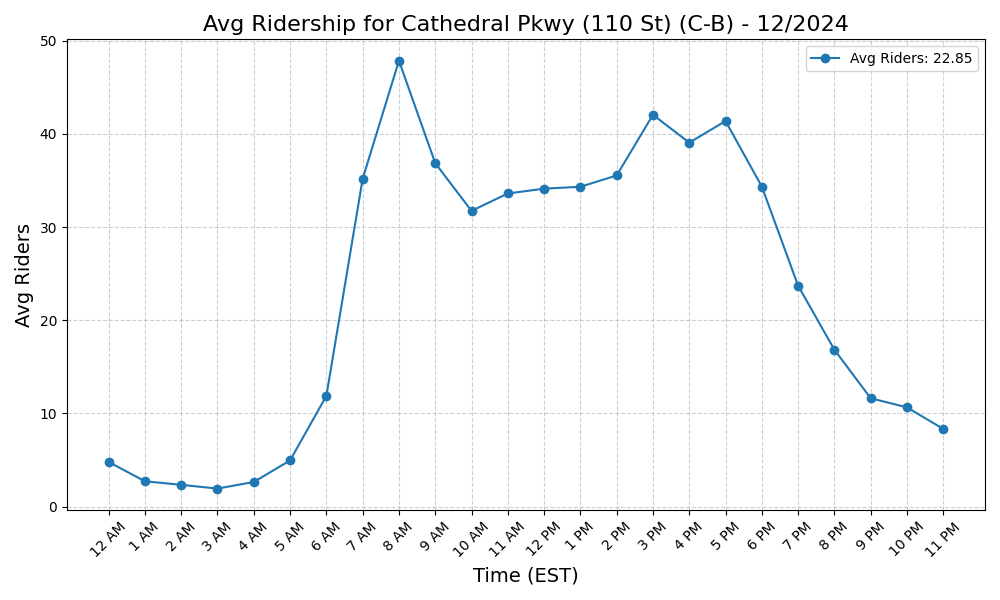 Avg Ridership for Cathedral Pkwy (110 St) (C-B) - 12/2024
Avg Riders: 22.85
Avg Riders
50
40
30
20
10
0
12 AM
1 AM
2 AM
3 AM
4 AM
5 AM
6 AM
7 AM
8 AM
9 AM
10 AM
11 AM
12 PM
1 PM
2 PM
3 PM
4 PM
5 PM
6 PM
7 PM
8 PM
9 PM
10 PM
11 PM
Time (EST)